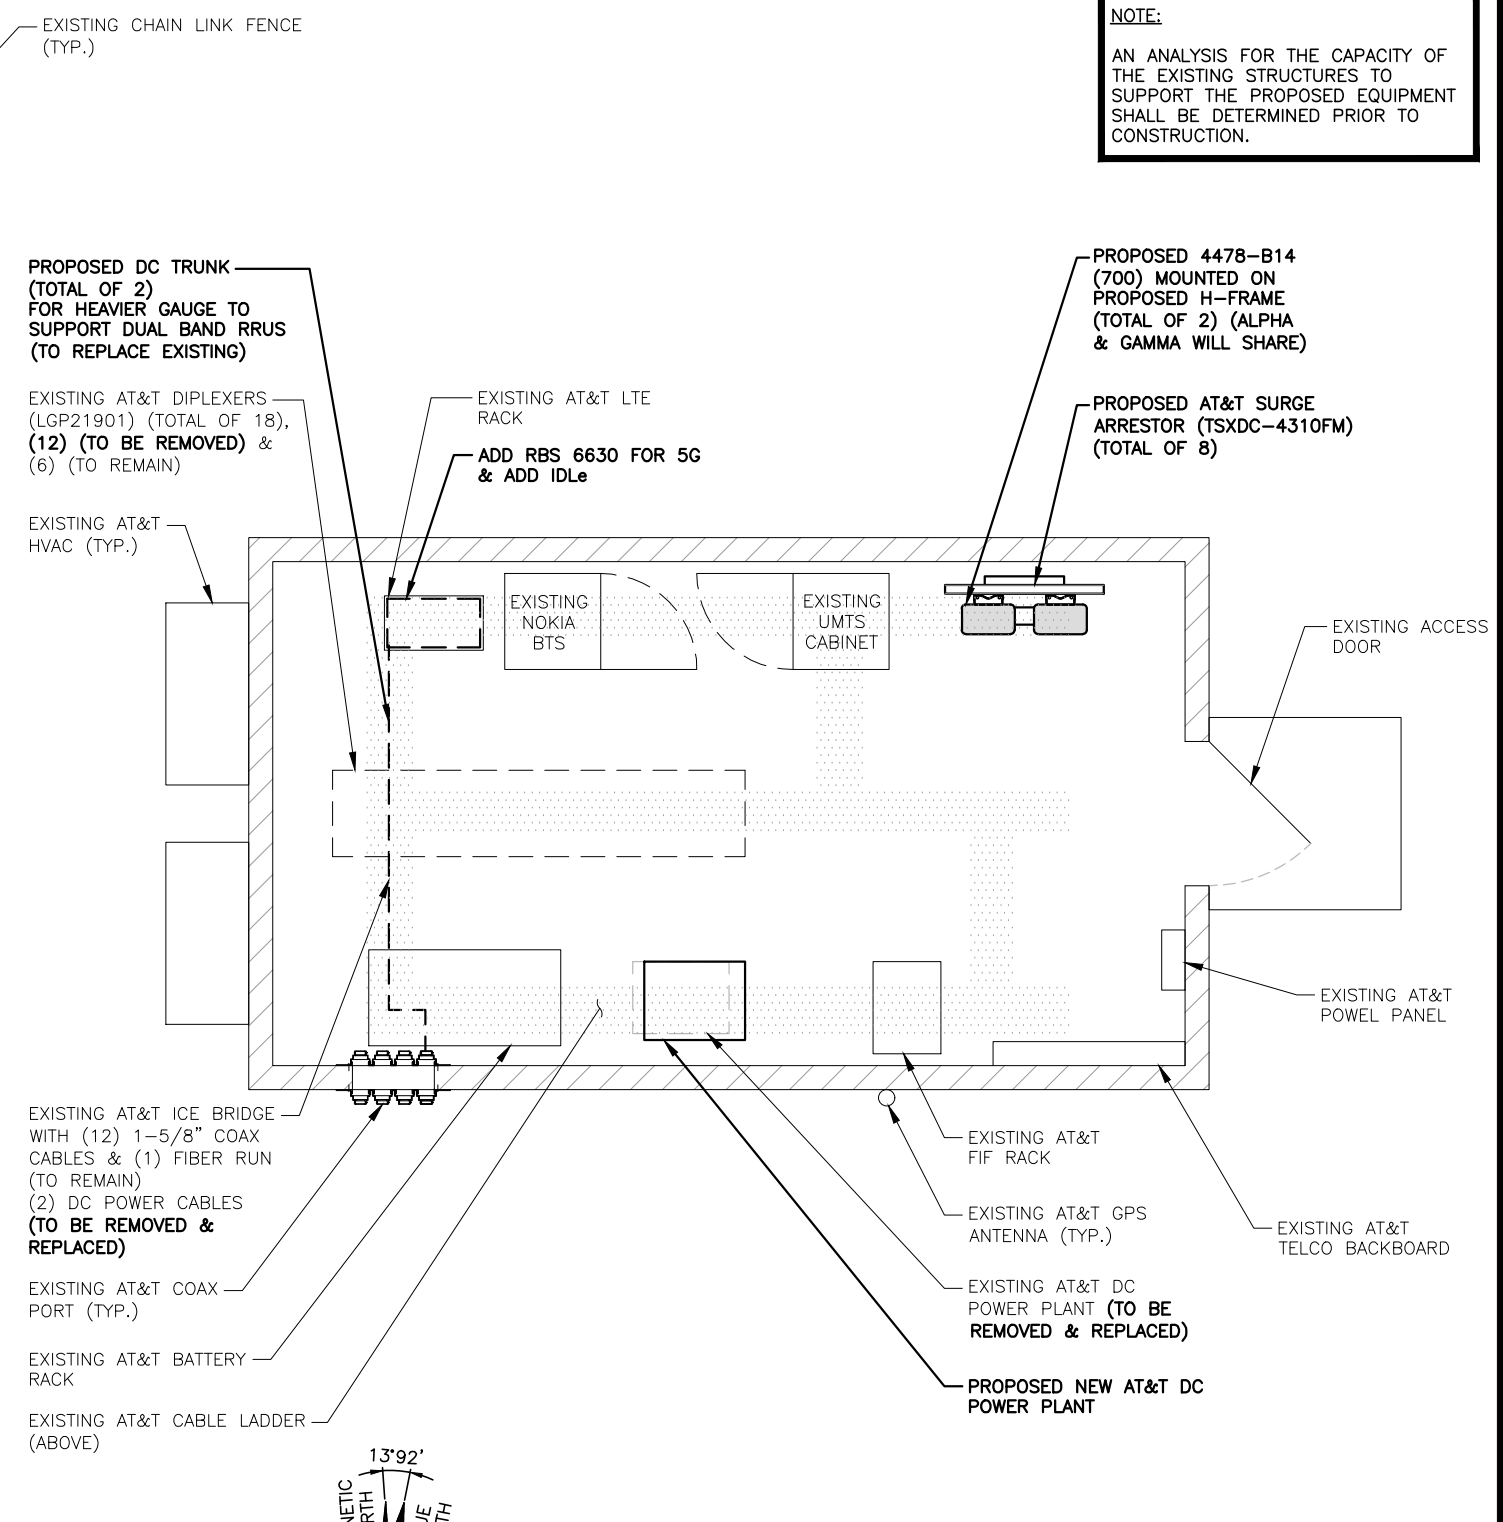 EXISTING CHAIN LINK FENCE
(TYP.)
NOTE:
AN ANALYSIS FOR THE CAPACITY OF
THE EXISTING STRUCTURES TO
SUPPORT THE PROPOSED EQUIPMENT
SHALL BE DETERMINED PRIOR TO
CONSTRUCTION.
PROPOSED DC TRUNK
(TOTAL OF 2)
FOR HEAVIER GAUGE TO
SUPPORT DUAL BAND RRUS
(TO REPLACE EXISTING)
EXISTING AT&T DIPLEXERS
(LGP21901) (TOTAL OF 18),
(12) (TO BE REMOVED) &
(6) (TO REMAIN)
EXISTING AT&T
HVAC (TYP.)
EXISTING AT&T LTE
RACK
ADD RBS 6630 FOR 5G
& ADD IDLe
PROPOSED 4478-B14
(700) MOUNTED ON
PROPOSED H-FRAME
(TOTAL OF 2) (ALPHA
& GAMMA WILL SHARE)
PROPOSED AT&T SURGE
ARRESTOR (TSXDC-4310FM)
(TOTAL OF 8)
EXISTING
NOKIA
BTS
EXISTING
UMTS
CABINET
EXISTING ACCESS
DOOR
EXISTING AT&T
POWEL PANEL
EXISTING AT&T ICE BRIDGE
WITH (12) 1-5/8" COAX
CABLES & (1) FIBER RUN
(TO REMAIN)
(2) DC POWER CABLES
(TO BE REMOVED &
REPLACED)
EXISTING AT&T COAX
PORT (TYP.)
EXISTING AT&T BATTERY
RACK
EXISTING AT&T CABLE LADDER
(ABOVE)
EXISTING AT&T
FIF RACK
EXISTING AT&T GPS
ANTENNA (TYP.)
EXISTING AT&T
TELCO BACKBOARD
EXISTING AT&T DC
POWER PLANT (TO BE
REMOVED & REPLACED)
PROPOSED NEW AT&T DC
POWER PLANT
13°92'